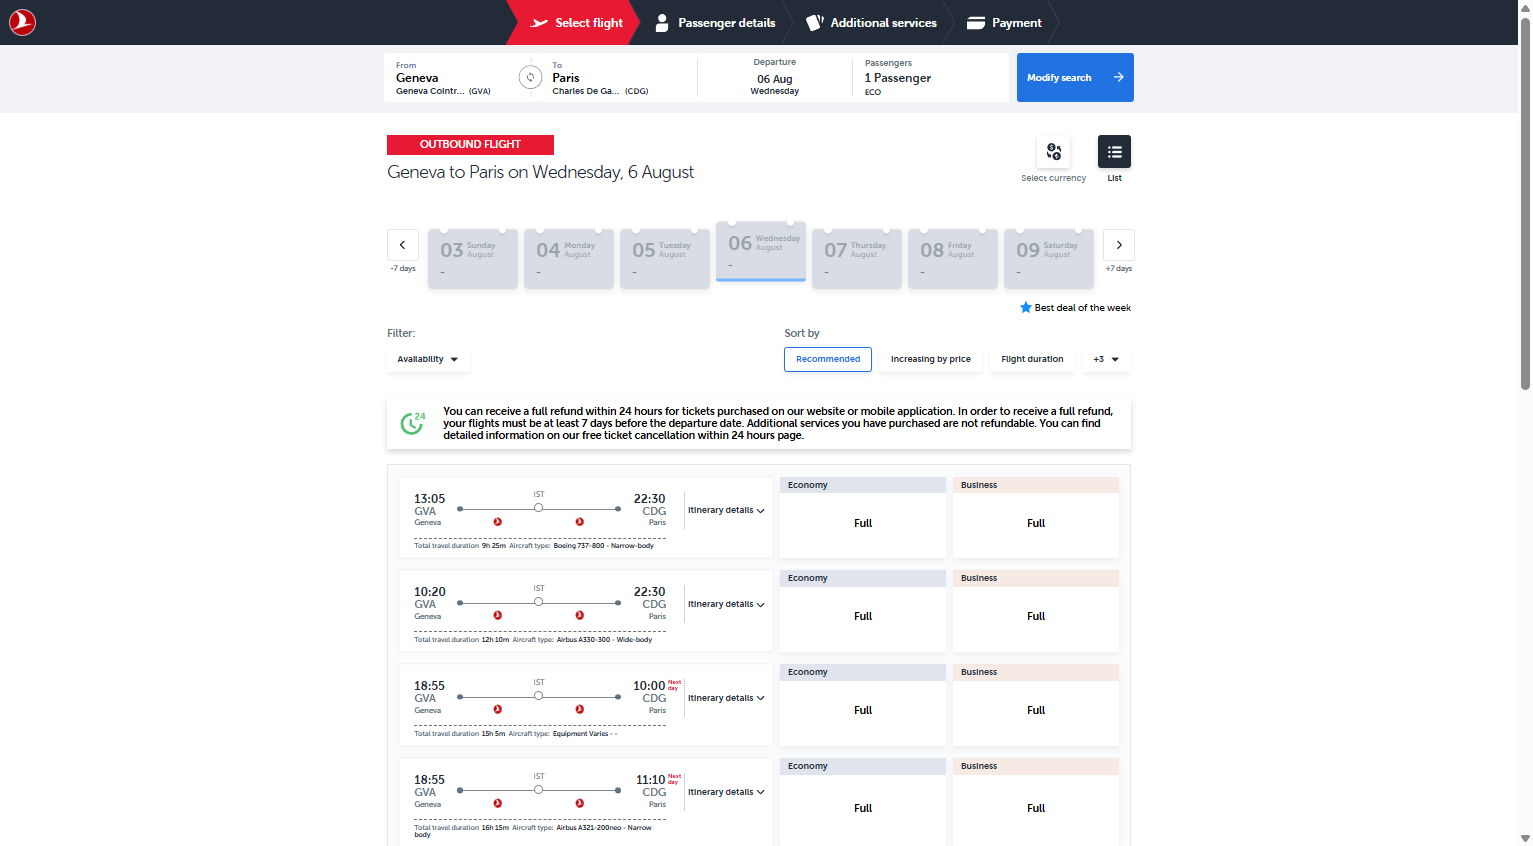 Select flight
Passenger details
Additional services
Payment
From
Geneva
Geneva Cointr... (GVA)
To
Paris
Charles De Ga... (CDG)
Departure
06 Aug
Wednesday
Passengers
1 Passenger
ECO
Modify search
OUTBOUND FLIGHT
Geneva to Paris on Wednesday, 6 August
Select currency
List
-7 days
03 Sunday August
-
04 Monday August
-
05 Tuesday August
-
06 Wednesday August
-
07 Thursday August
-
08 Friday August
-
09 Saturday August
-
+7 days
Best deal of the week
Filter:
Availability
Sort by
Recommended
Increasing by price
Flight duration
+3
24
You can receive a full refund within 24 hours for tickets purchased on our website or mobile application. In order to receive a full refund,
your flights must be at least 7 days before the departure date. Additional services you have purchased are not refundable. You can find
detailed information on our free ticket cancellation within 24 hours page.
13:05
GVA
Geneva
IST
22:30
CDG
Paris
Itinerary details
Total travel duration 9h 25m Aircraft type: Boeing 737-800 - Narrow-body
Economy
Full
Business
Full
10:20
GVA
Geneva
IST
22:30
CDG
Paris
Itinerary details
Total travel duration 12h 10m Aircraft type: Airbus A330-300 - Wide-body
Economy
Full
Business
Full
18:55
GVA
Geneva
IST
10:00 Next day
CDG
Paris
Itinerary details
Total travel duration 15h 5m Aircraft type: Equipment Varies - -
Economy
Full
Business
Full
18:55
GVA
Geneva
IST
11:10 Next day
CDG
Paris
Itinerary details
Total travel duration 16h 15m Aircraft type: Airbus A321-200neo - Narrow
body
Economy
Full
Business
Full